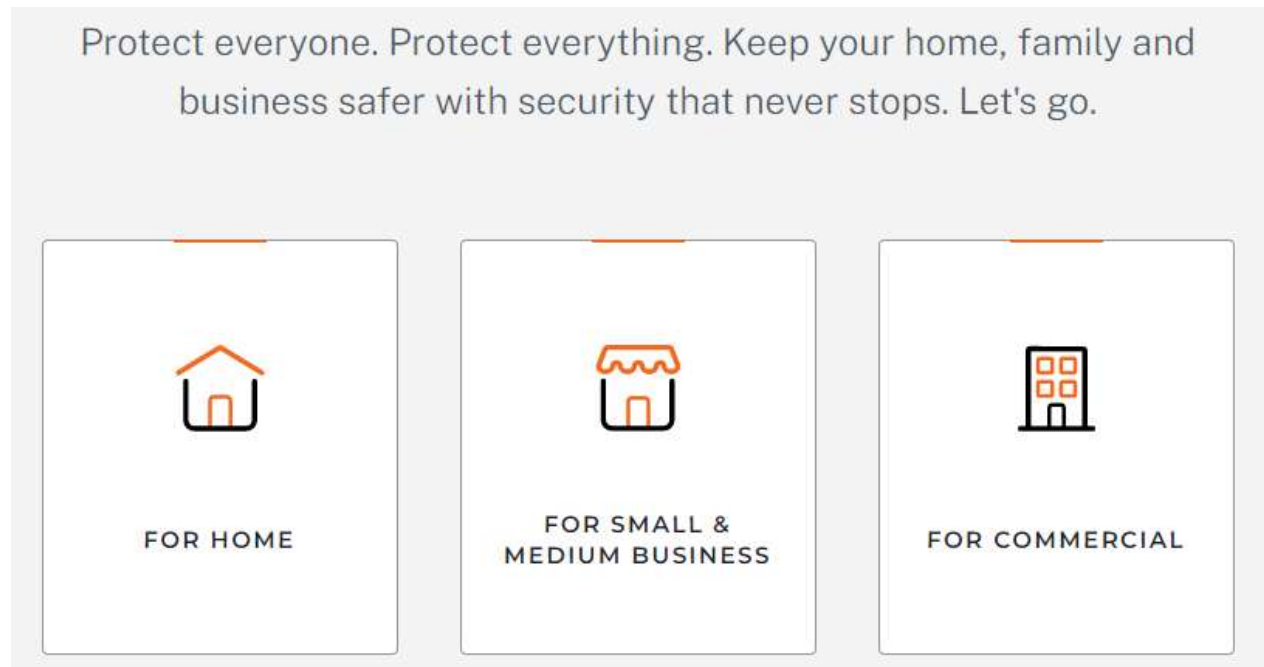 Protect everyone. Protect everything. Keep your home, family and
business safer with security that never stops. Let's go.
FOR HOME
FOR SMALL &
MEDIUM BUSINESS
FOR COMMERCIAL